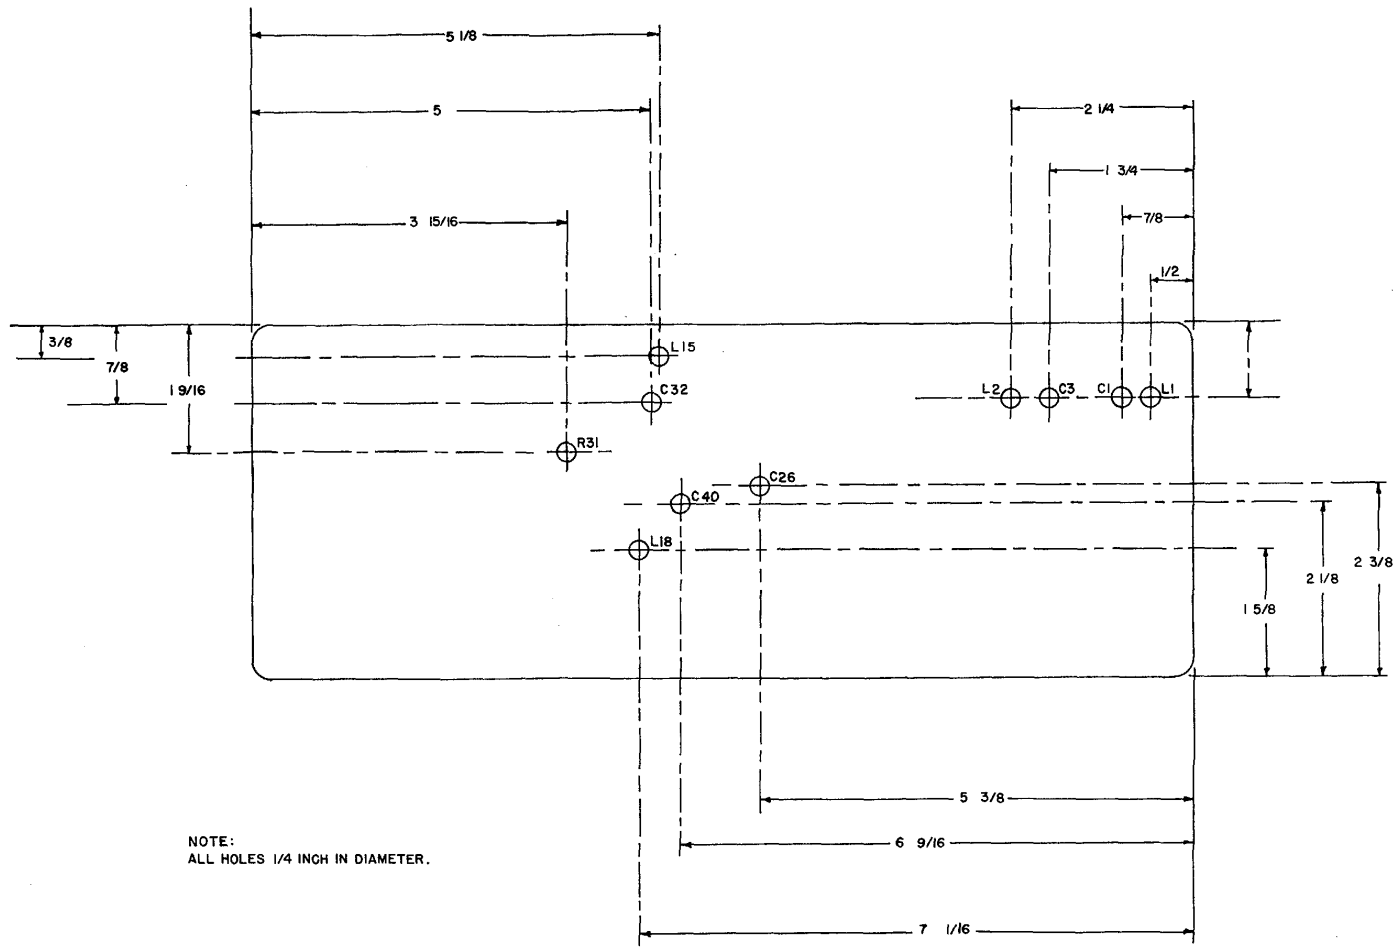 5 1/8
5
2 1/4
1 3/4
3 15/16
7/8
1/2
3/8
7/8
1 9/16
L15
C32
L2
C3
C1
L1
R31
C26
C40
L18
2 3/8
2 1/8
1 5/8
5 3/8
6 9/16
7 1/16
NOTE:
ALL HOLES 1/4 INCH IN DIAMETER.